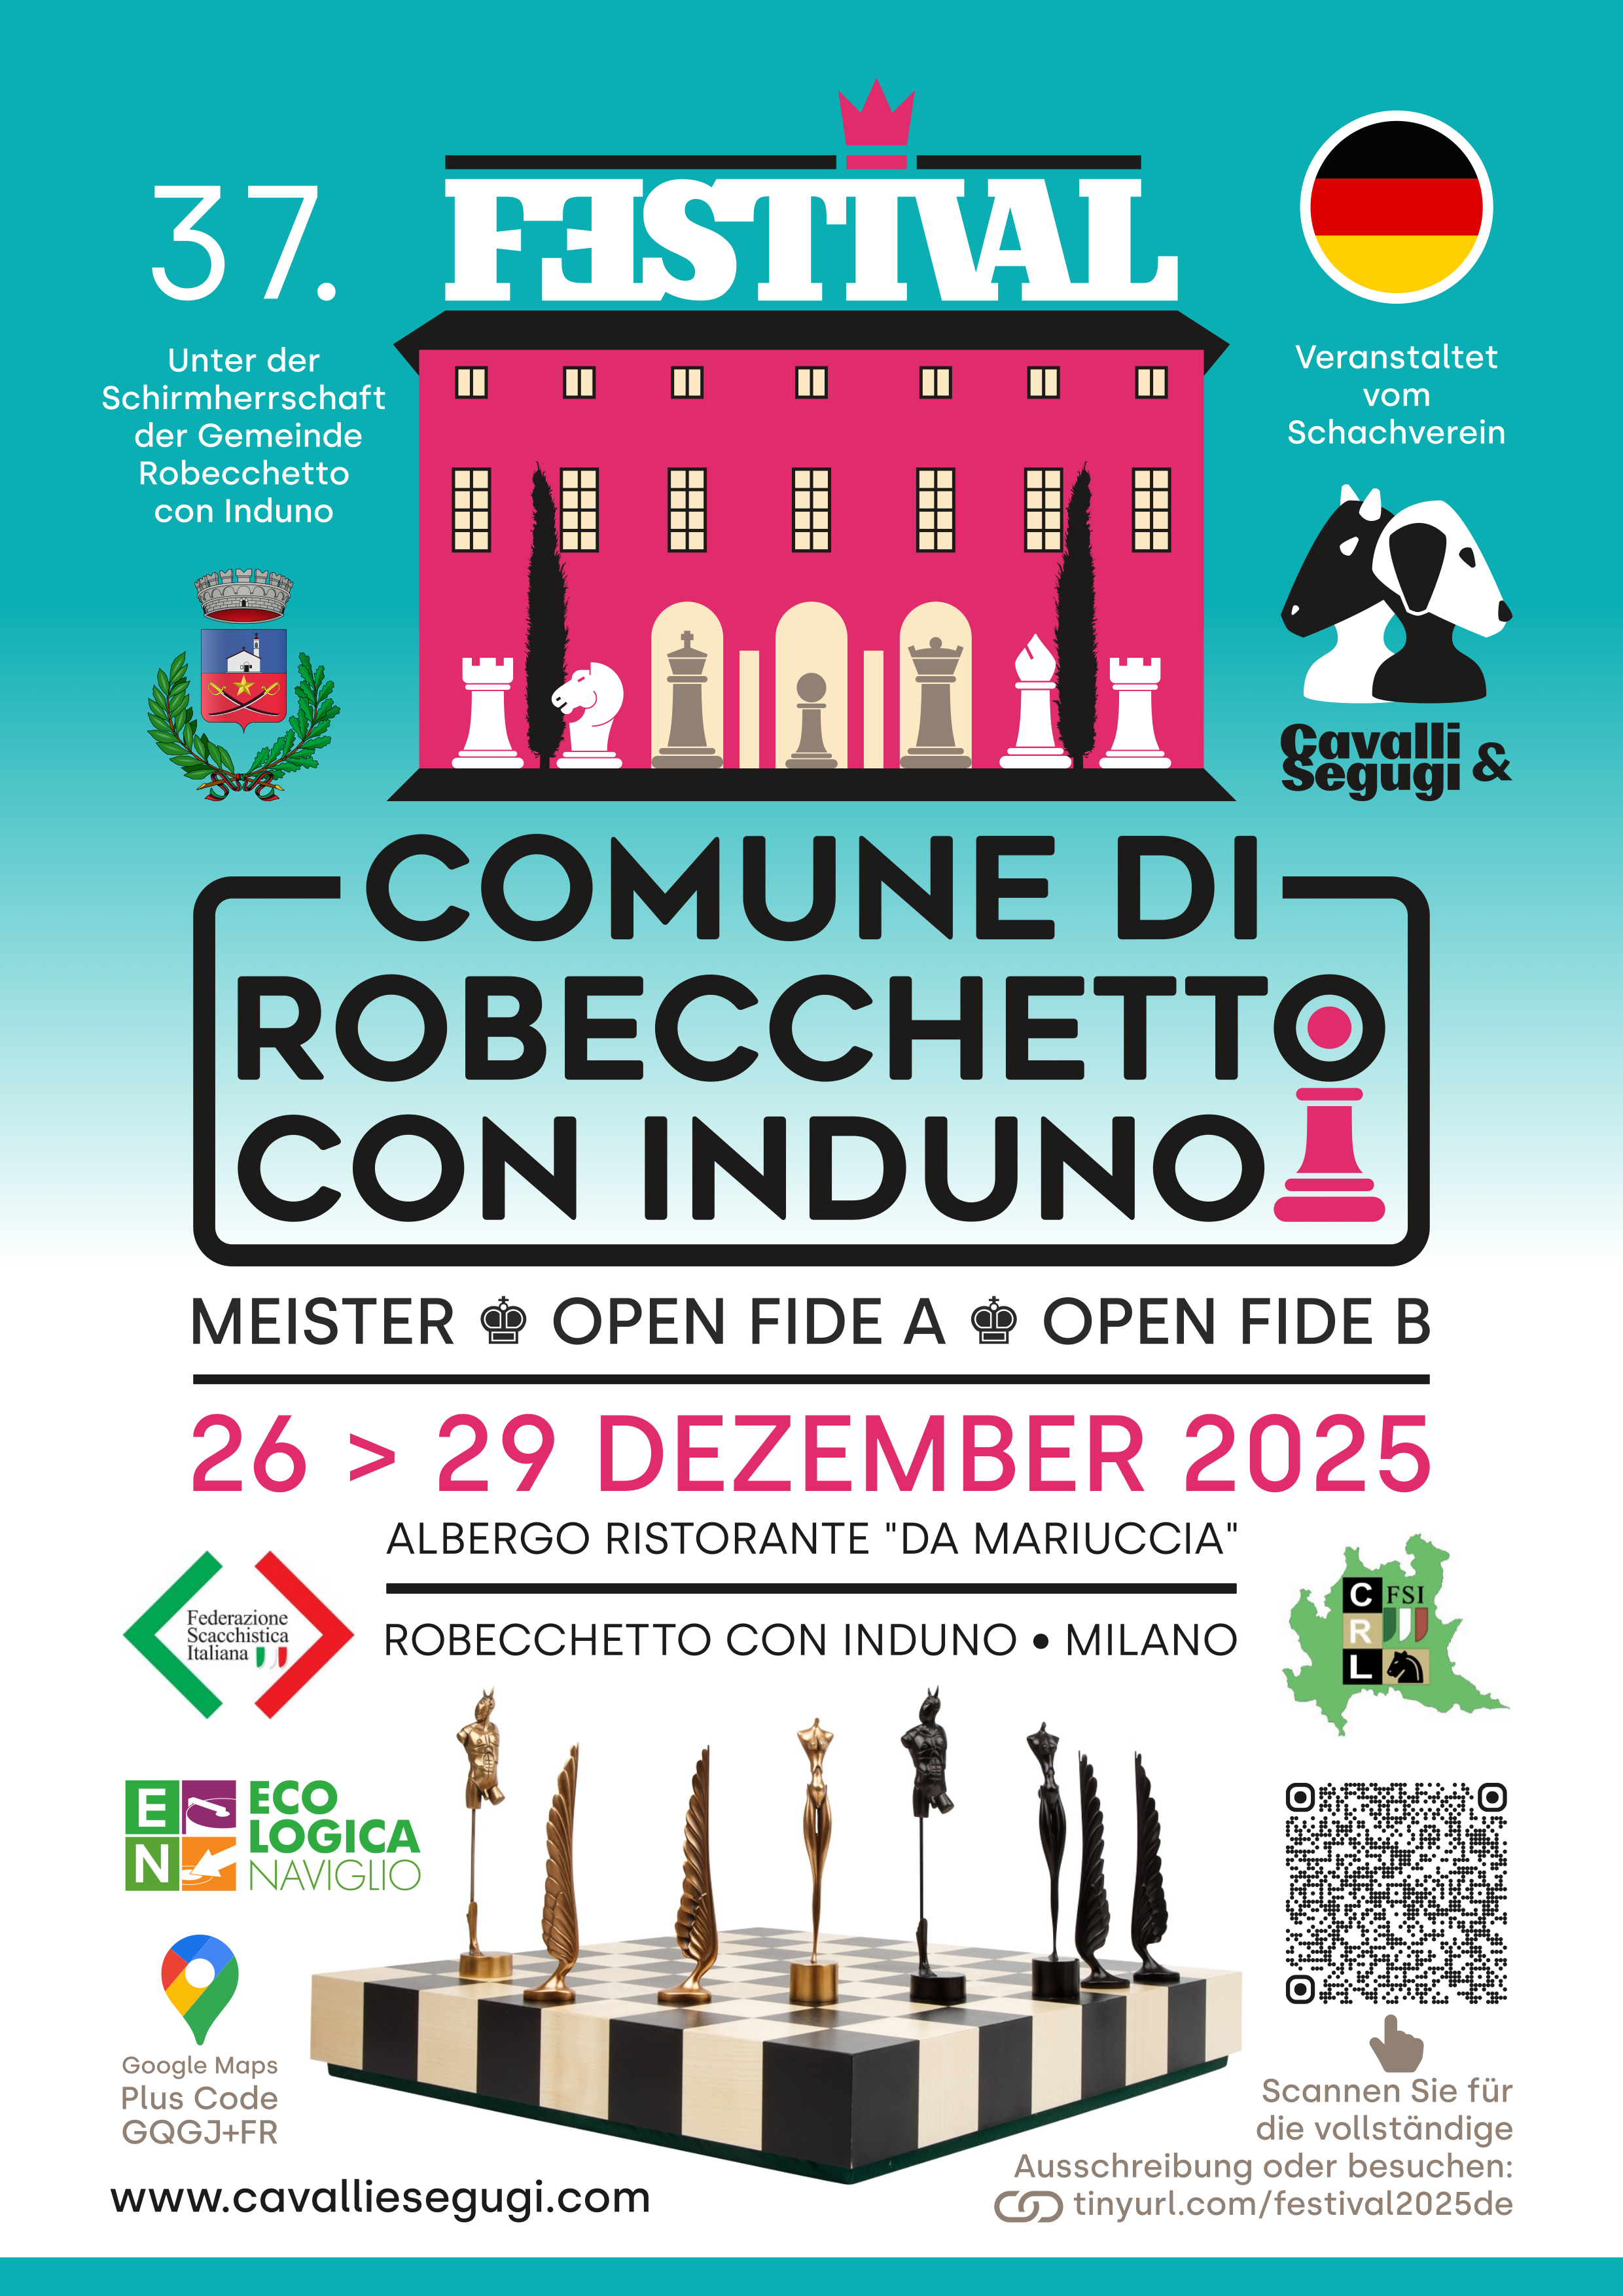 37.
FESTIVAL
Unter der
Schirmherrschaft
der Gemeinde
Robecchetto
con Induno
Veranstaltet
vom
Schachverein
Cavalli
Segugi &
COMUNE DI
ROBECCHETTO
CON INDUNO
MEISTER ♚ OPEN FIDE A ♚ OPEN FIDE B
26 > 29 DEZEMBER 2025
ALBERGO RISTORANTE "DA MARIUCCIA"
ROBECCHETTO CON INDUNO • MILANO
Federazione
Scacchistica
Italiana
C FSI
R
L
EN
ECO
LOGICA
NAVIGLIO
Google Maps
Plus Code
GQGJ+FR
www.cavalliesegugi.com
Scannen Sie für
die vollständige
Ausschreibung oder besuchen:
tinyurl.com/festival2025de